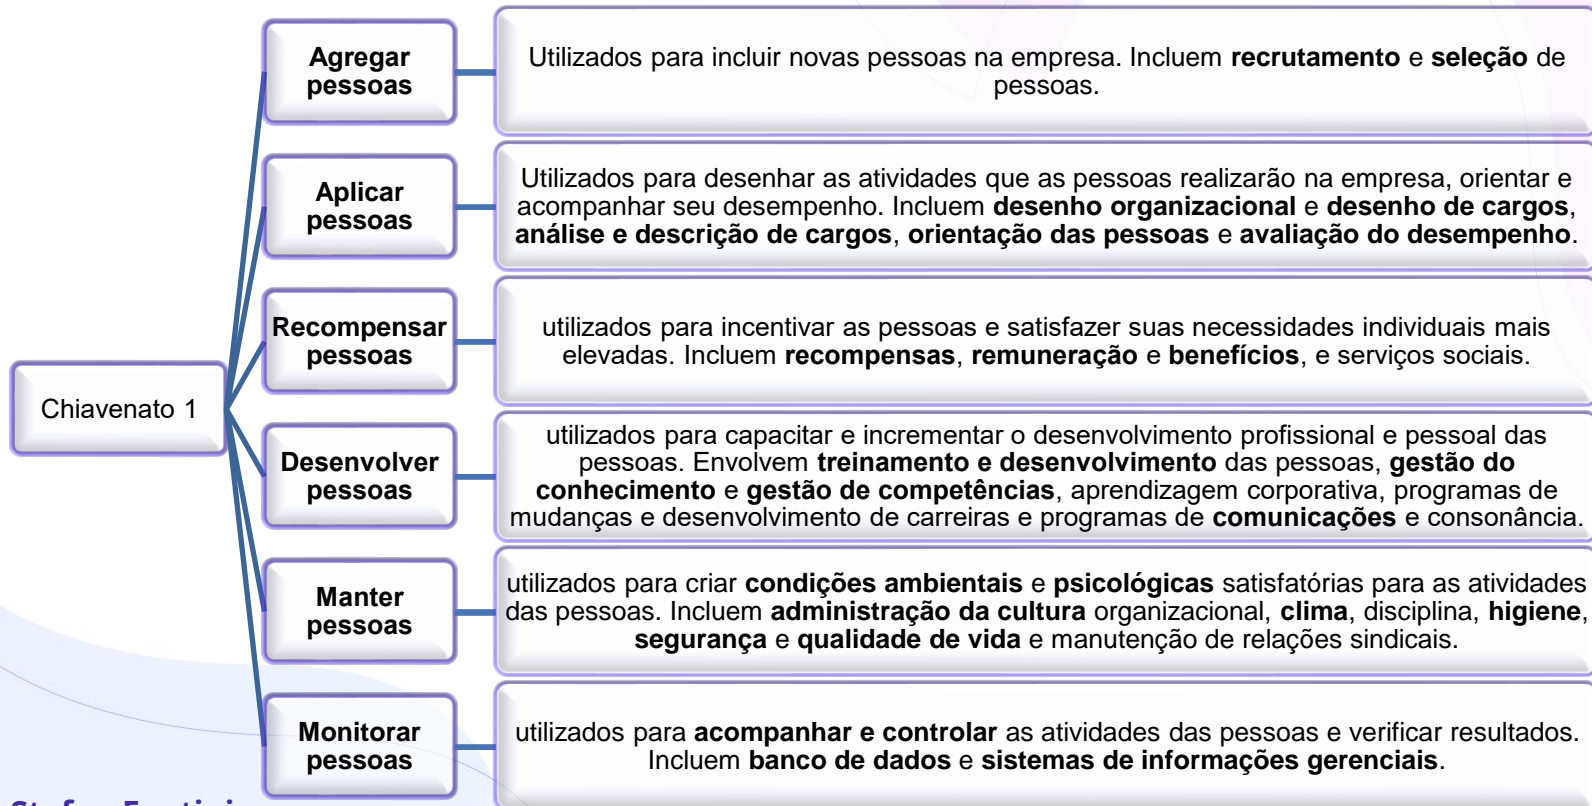 Agregar
pessoas
Utilizados para incluir novas pessoas na empresa. Incluem recrutamento e seleção de
pessoas.
Aplicar
pessoas
Utilizados para desenhar as atividades que as pessoas realizarão na empresa, orientar e
acompanhar seu desempenho. Incluem desenho organizacional e desenho de cargos,
análise e descrição de cargos, orientação das pessoas e avaliação do desempenho.
Recompensar
pessoas
utilizados para incentivar as pessoas e satisfazer suas necessidades individuais mais
elevadas. Incluem recompensas, remuneração e benefícios, e serviços sociais.
Chiavenato 1
Desenvolver
pessoas
utilizados para capacitar e incrementar o desenvolvimento profissional e pessoal das
pessoas. Envolvem treinamento e desenvolvimento das pessoas, gestão do
conhecimento e gestão de competências, aprendizagem corporativa, programas de
mudanças e desenvolvimento de carreiras e programas de comunicações e consonância.
Manter
pessoas
utilizados para criar condições ambientais e psicológicas satisfatórias para as atividades
das pessoas. Incluem administração da cultura organizacional, clima, disciplina, higiene,
segurança e qualidade de vida e manutenção de relações sindicais.
Monitorar
pessoas
utilizados para acompanhar e controlar as atividades das pessoas e verificar resultados.
Incluem banco de dados e sistemas de informações gerenciais.